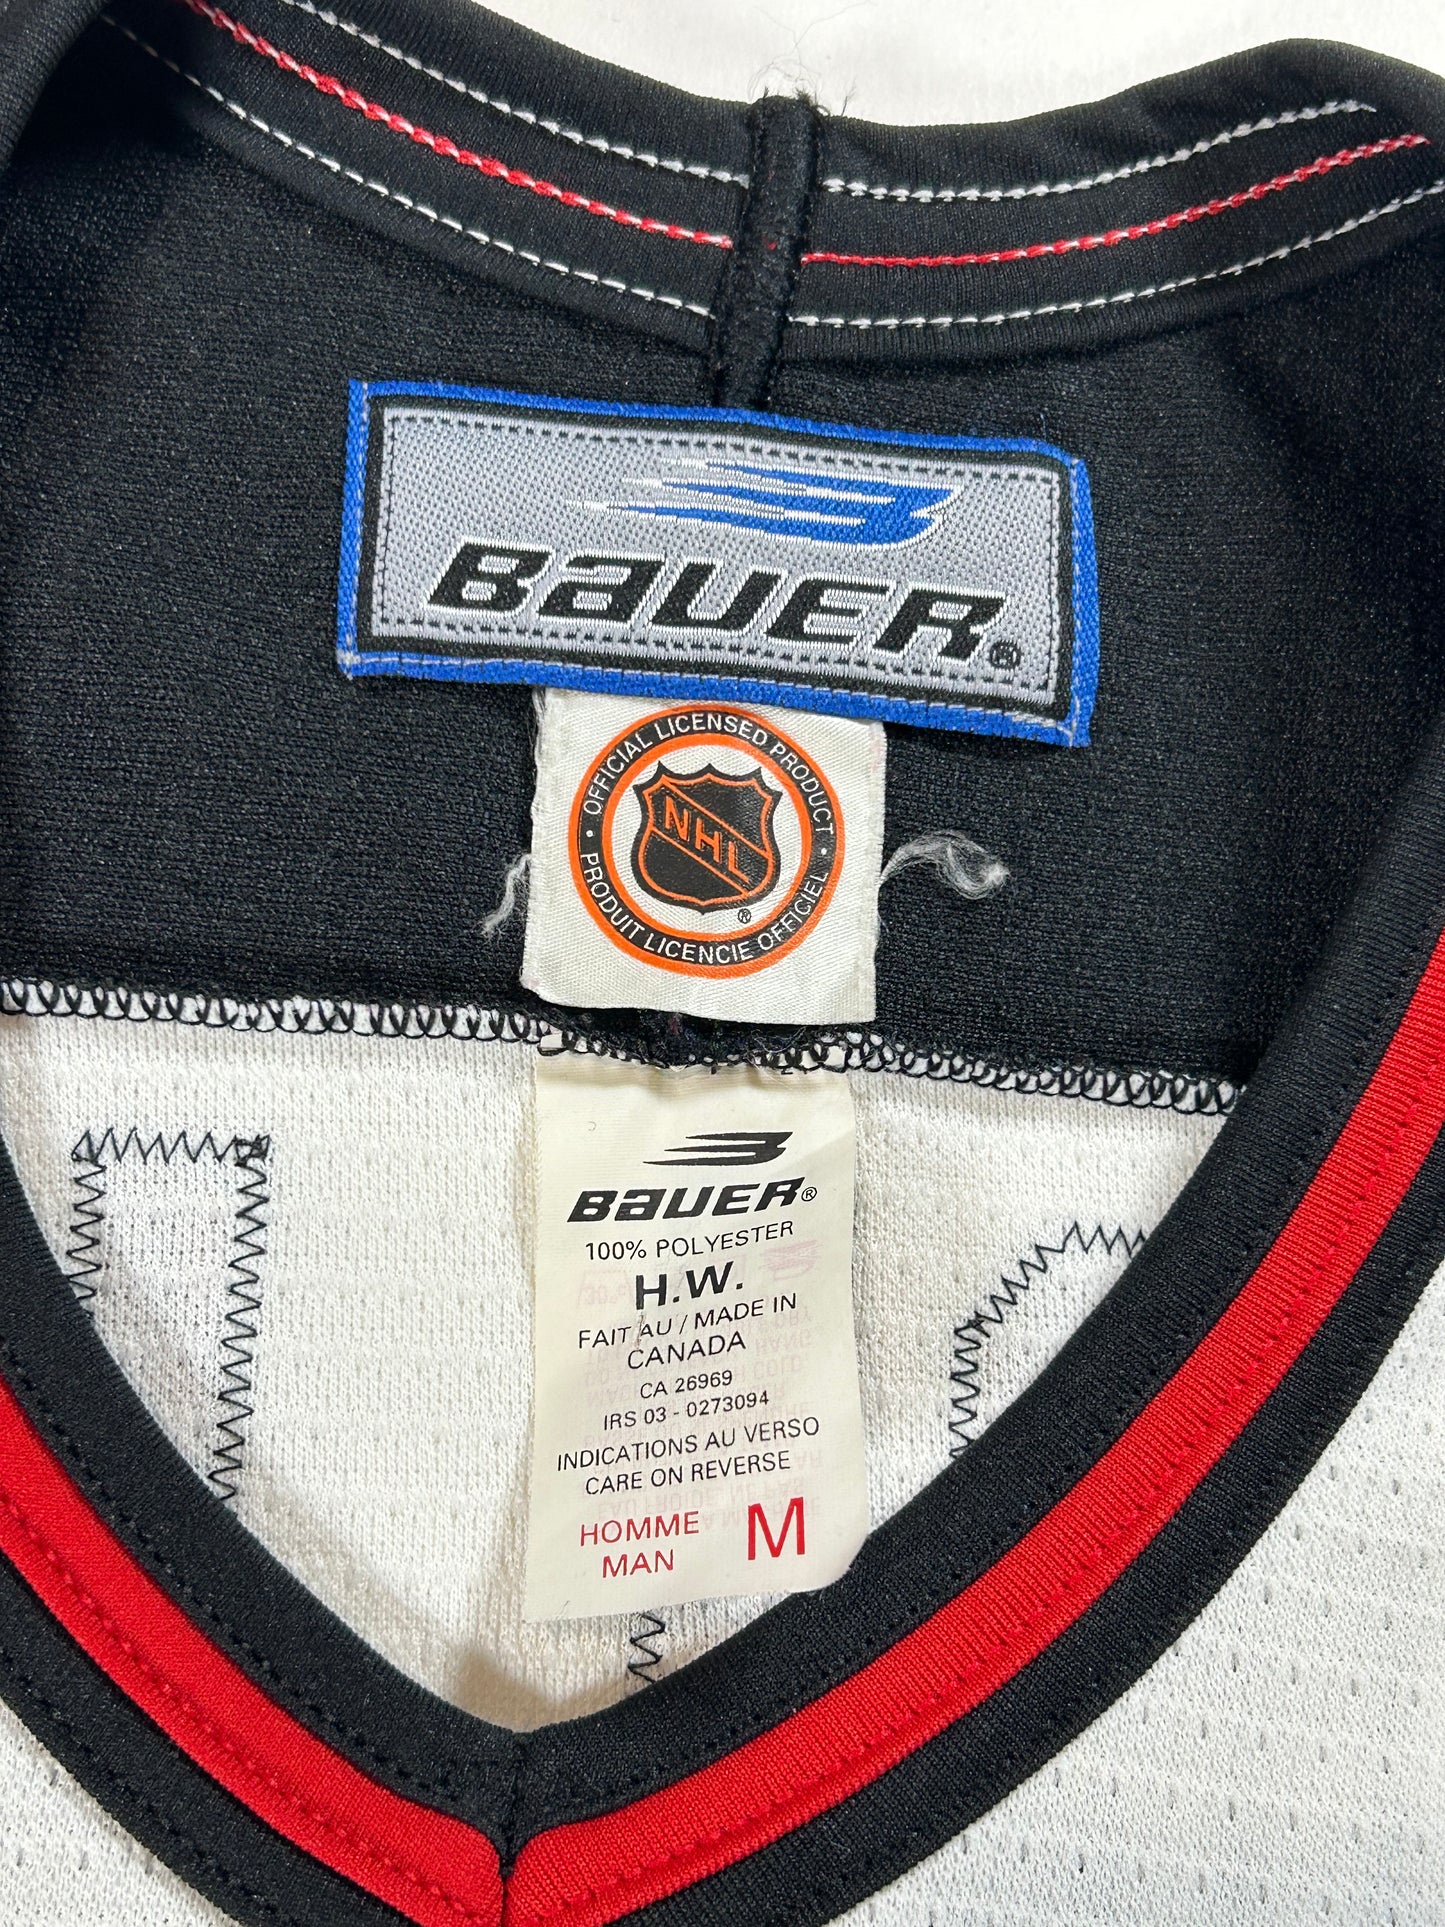 BAUER®
OFFICIAL LICENSED PRODUCT
NHL ®
PRODUIT LICENCIE OFFICIEL
BAUER®
100% POLYESTER
H.W.
FAIT AU / MADE IN
CANADA
CA 26969
IRS 03 - 0273094
INDICATIONS AU VERSO
CARE ON REVERSE
HOMME M
MAN